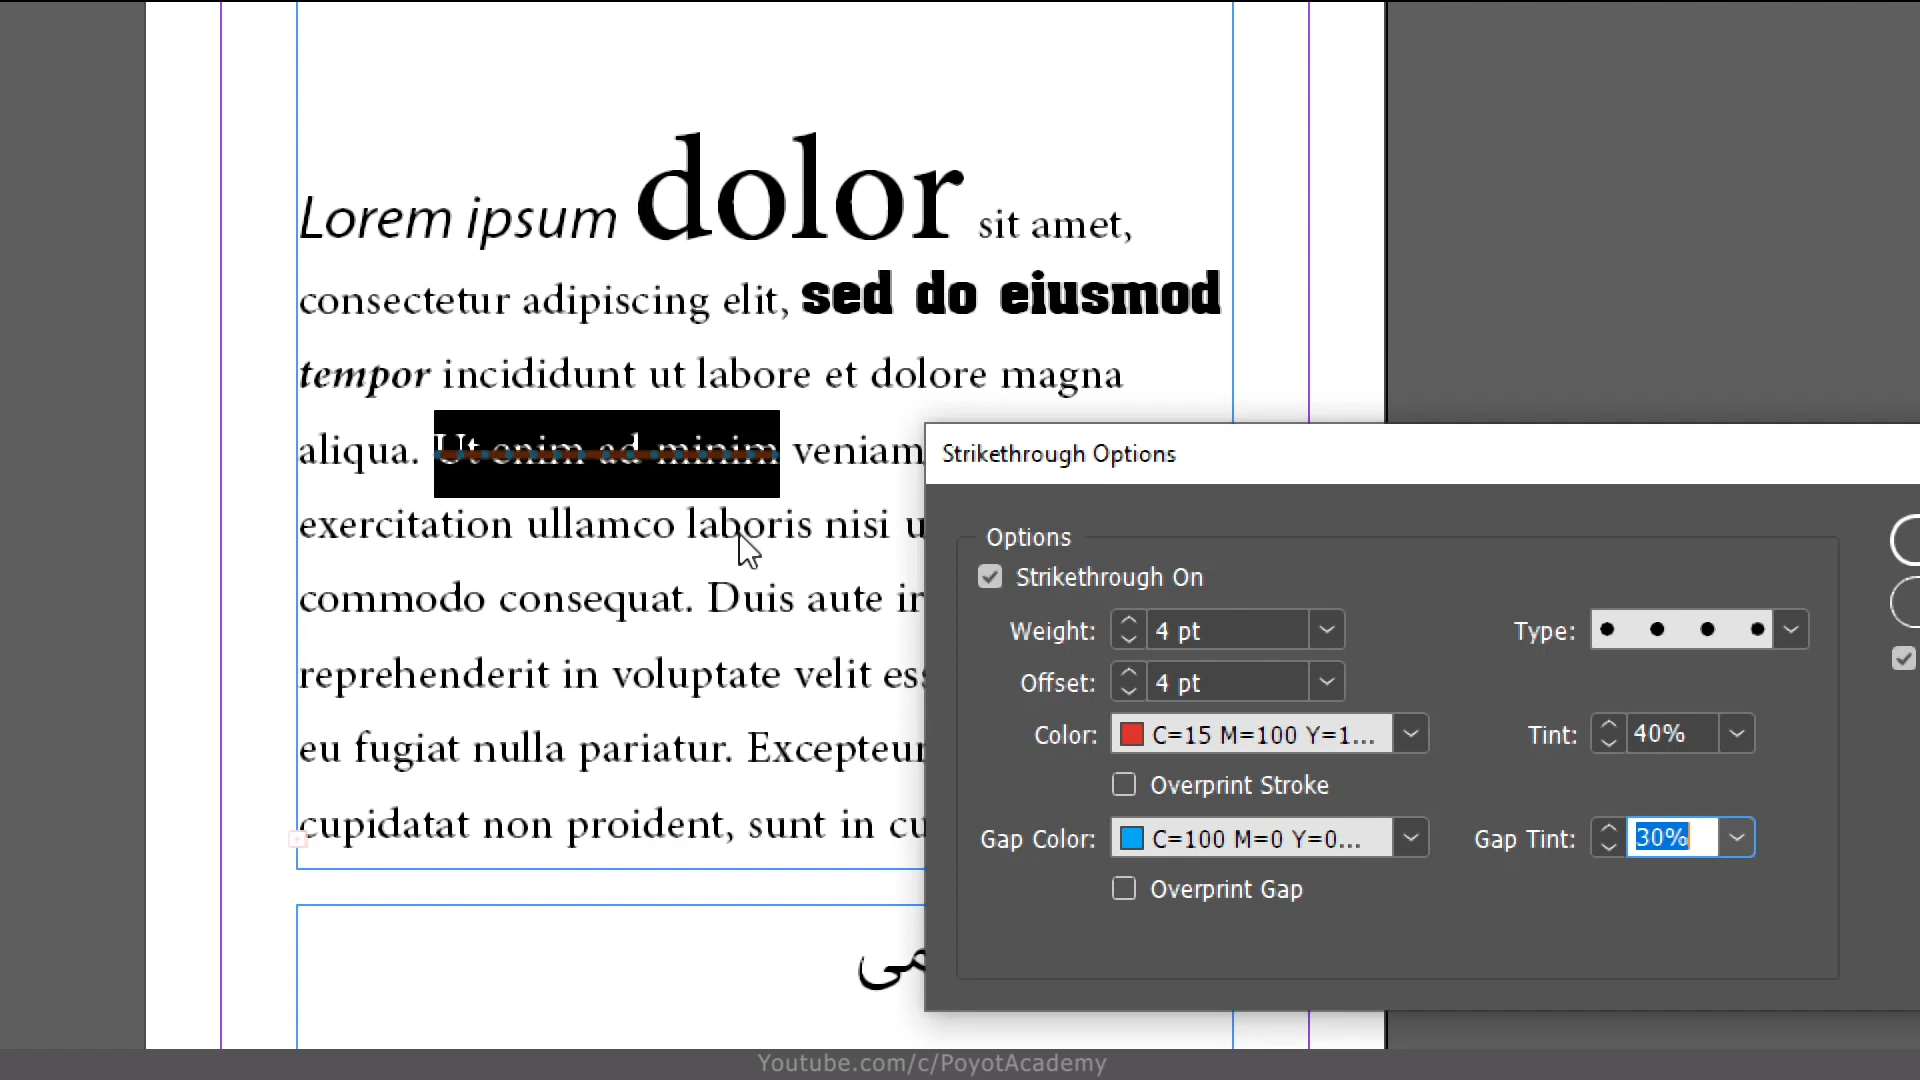 Lorem ipsum dolor sit amet,
consectetur adipiscing elit, sed do eiusmod
tempor incididunt ut labore et dolore magna
aliqua. Ut enim ad minim veniam
exercitation ullamco laboris nisi u
commodo consequat. Duis aute ir
reprehenderit in voluptate velit ess
eu fugiat nulla pariatur. Excepteur
cupidatat non proident, sunt in cu
می
Strikethrough Options
Options
Strikethrough On
Weight: 4 pt Type:
Offset: 4 pt
Color: C=15 M=100 Y=1... Tint: 40%
Overprint Stroke
Gap Color: C=100 M=0 Y=0... Gap Tint: 30%
Overprint Gap
Youtube.com/c/PoyotAcademy